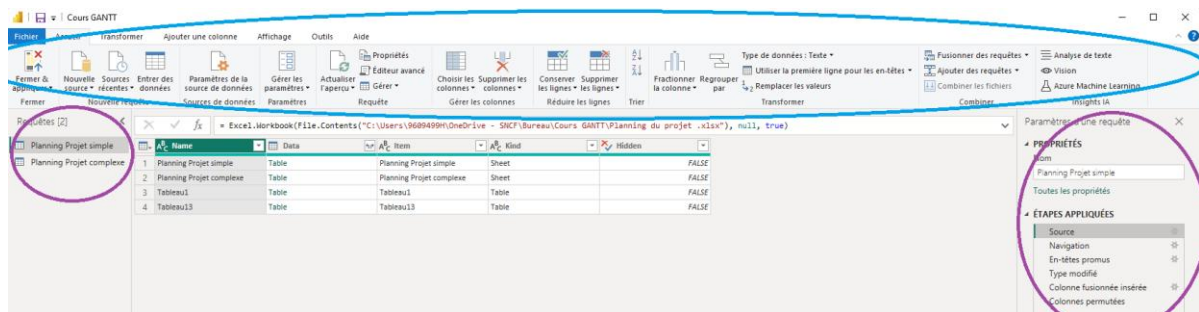 Cours GANTT
Fichier Accueil Transformer Ajouter une colonne Affichage Outils Aide
Fermer & appliquer
Nouvelle source
Sources récentes
Entrer des données
Paramètres de la source de données
Gérer les paramètres
Actualiser l'aperçu
Propriétés
Éditeur avancé
Gérer
Choisir les colonnes
Supprimer les colonnes
Conserver les lignes
Supprimer les lignes
Fractionner la colonne
Regrouper par
Type de données : Texte
Utiliser la première ligne pour les en-têtes
Remplacer les valeurs
Fusionner des requêtes
Ajouter des requêtes
Combiner les fichiers
Analyse de texte
Vision
Azure Machine Learning
Fermer Nouvelle requête Sources de données Paramètres Requête Gérer les colonnes Réduire les lignes Trier Transformer Combiner Insights IA
Requêtes [2]
Planning Projet simple
Planning Projet complexe
= Excel.Workbook(File.Contents("C:\Users\9609499H\OneDrive - SNCF\Bureau\Cours GANTT\Planning du projet .xlsx"), null, true)
Name Data Item Kind Hidden
1 Planning Projet simple Table Planning Projet simple Sheet FALSE
2 Planning Projet complexe Table Planning Projet complexe Sheet FALSE
3 Tableau1 Table Tableau1 Table FALSE
4 Tableau13 Table Tableau13 Table FALSE
Paramètres d'une requête
PROPRIÉTÉS
Nom
Planning Projet simple
Toutes les propriétés
ÉTAPES APPLIQUÉES
Source
Navigation
En-têtes promus
Type modifié
Colonne fusionnée insérée
Colonnes permutées